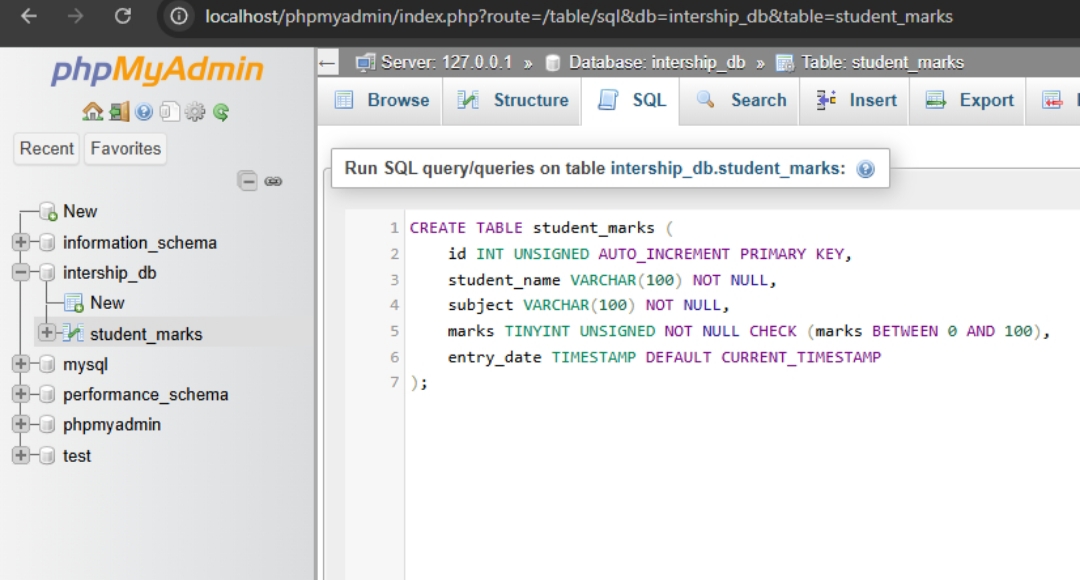 localhost/phpmyadmin/index.php?route=/table/sql&db=intership_db&table=student_marks
phpMyAdmin
Recent Favorites
New
information_schema
intership_db
New
student_marks
mysql
performance_schema
phpmyadmin
test
Server: 127.0.0.1 » Database: intership_db » Table: student_marks
Browse Structure SQL Search Insert Export
Run SQL query/queries on table intership_db.student_marks:
1 CREATE TABLE student_marks (
2 id INT UNSIGNED AUTO_INCREMENT PRIMARY KEY,
3 student_name VARCHAR(100) NOT NULL,
4 subject VARCHAR(100) NOT NULL,
5 marks TINYINT UNSIGNED NOT NULL CHECK (marks BETWEEN 0 AND 100),
6 entry_date TIMESTAMP DEFAULT CURRENT_TIMESTAMP
7 );